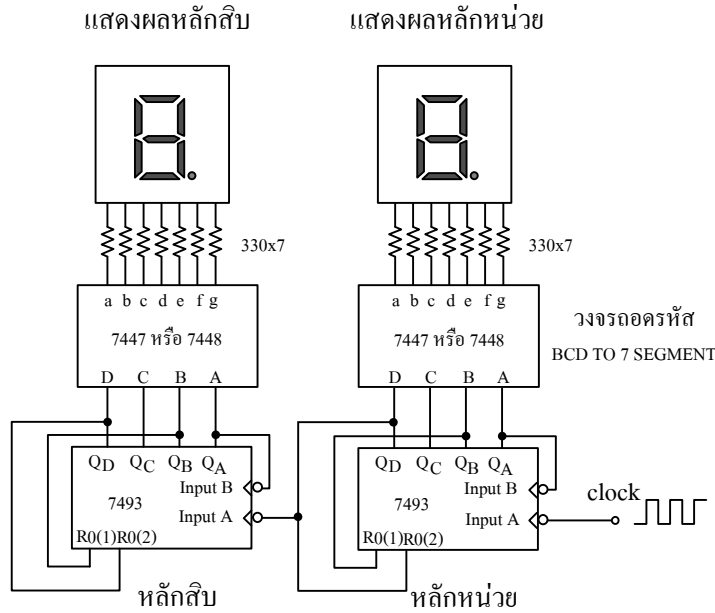 แสดงผลหลักสิบ แสดงผลหลักหน่วย
330x7 330x7
a b c d e f g a b c d e f g
7447 หรือ 7448 7447 หรือ 7448
วงจรถอดรหัส
BCD TO 7 SEGMENT
D C B A D C B A
QD QC QB QA QD QC QB QA
Input B Input B
7493 7493
clock
Input A Input A
R0(1) R0(2) R0(1) R0(2)
หลักสิบ หลักหน่วย